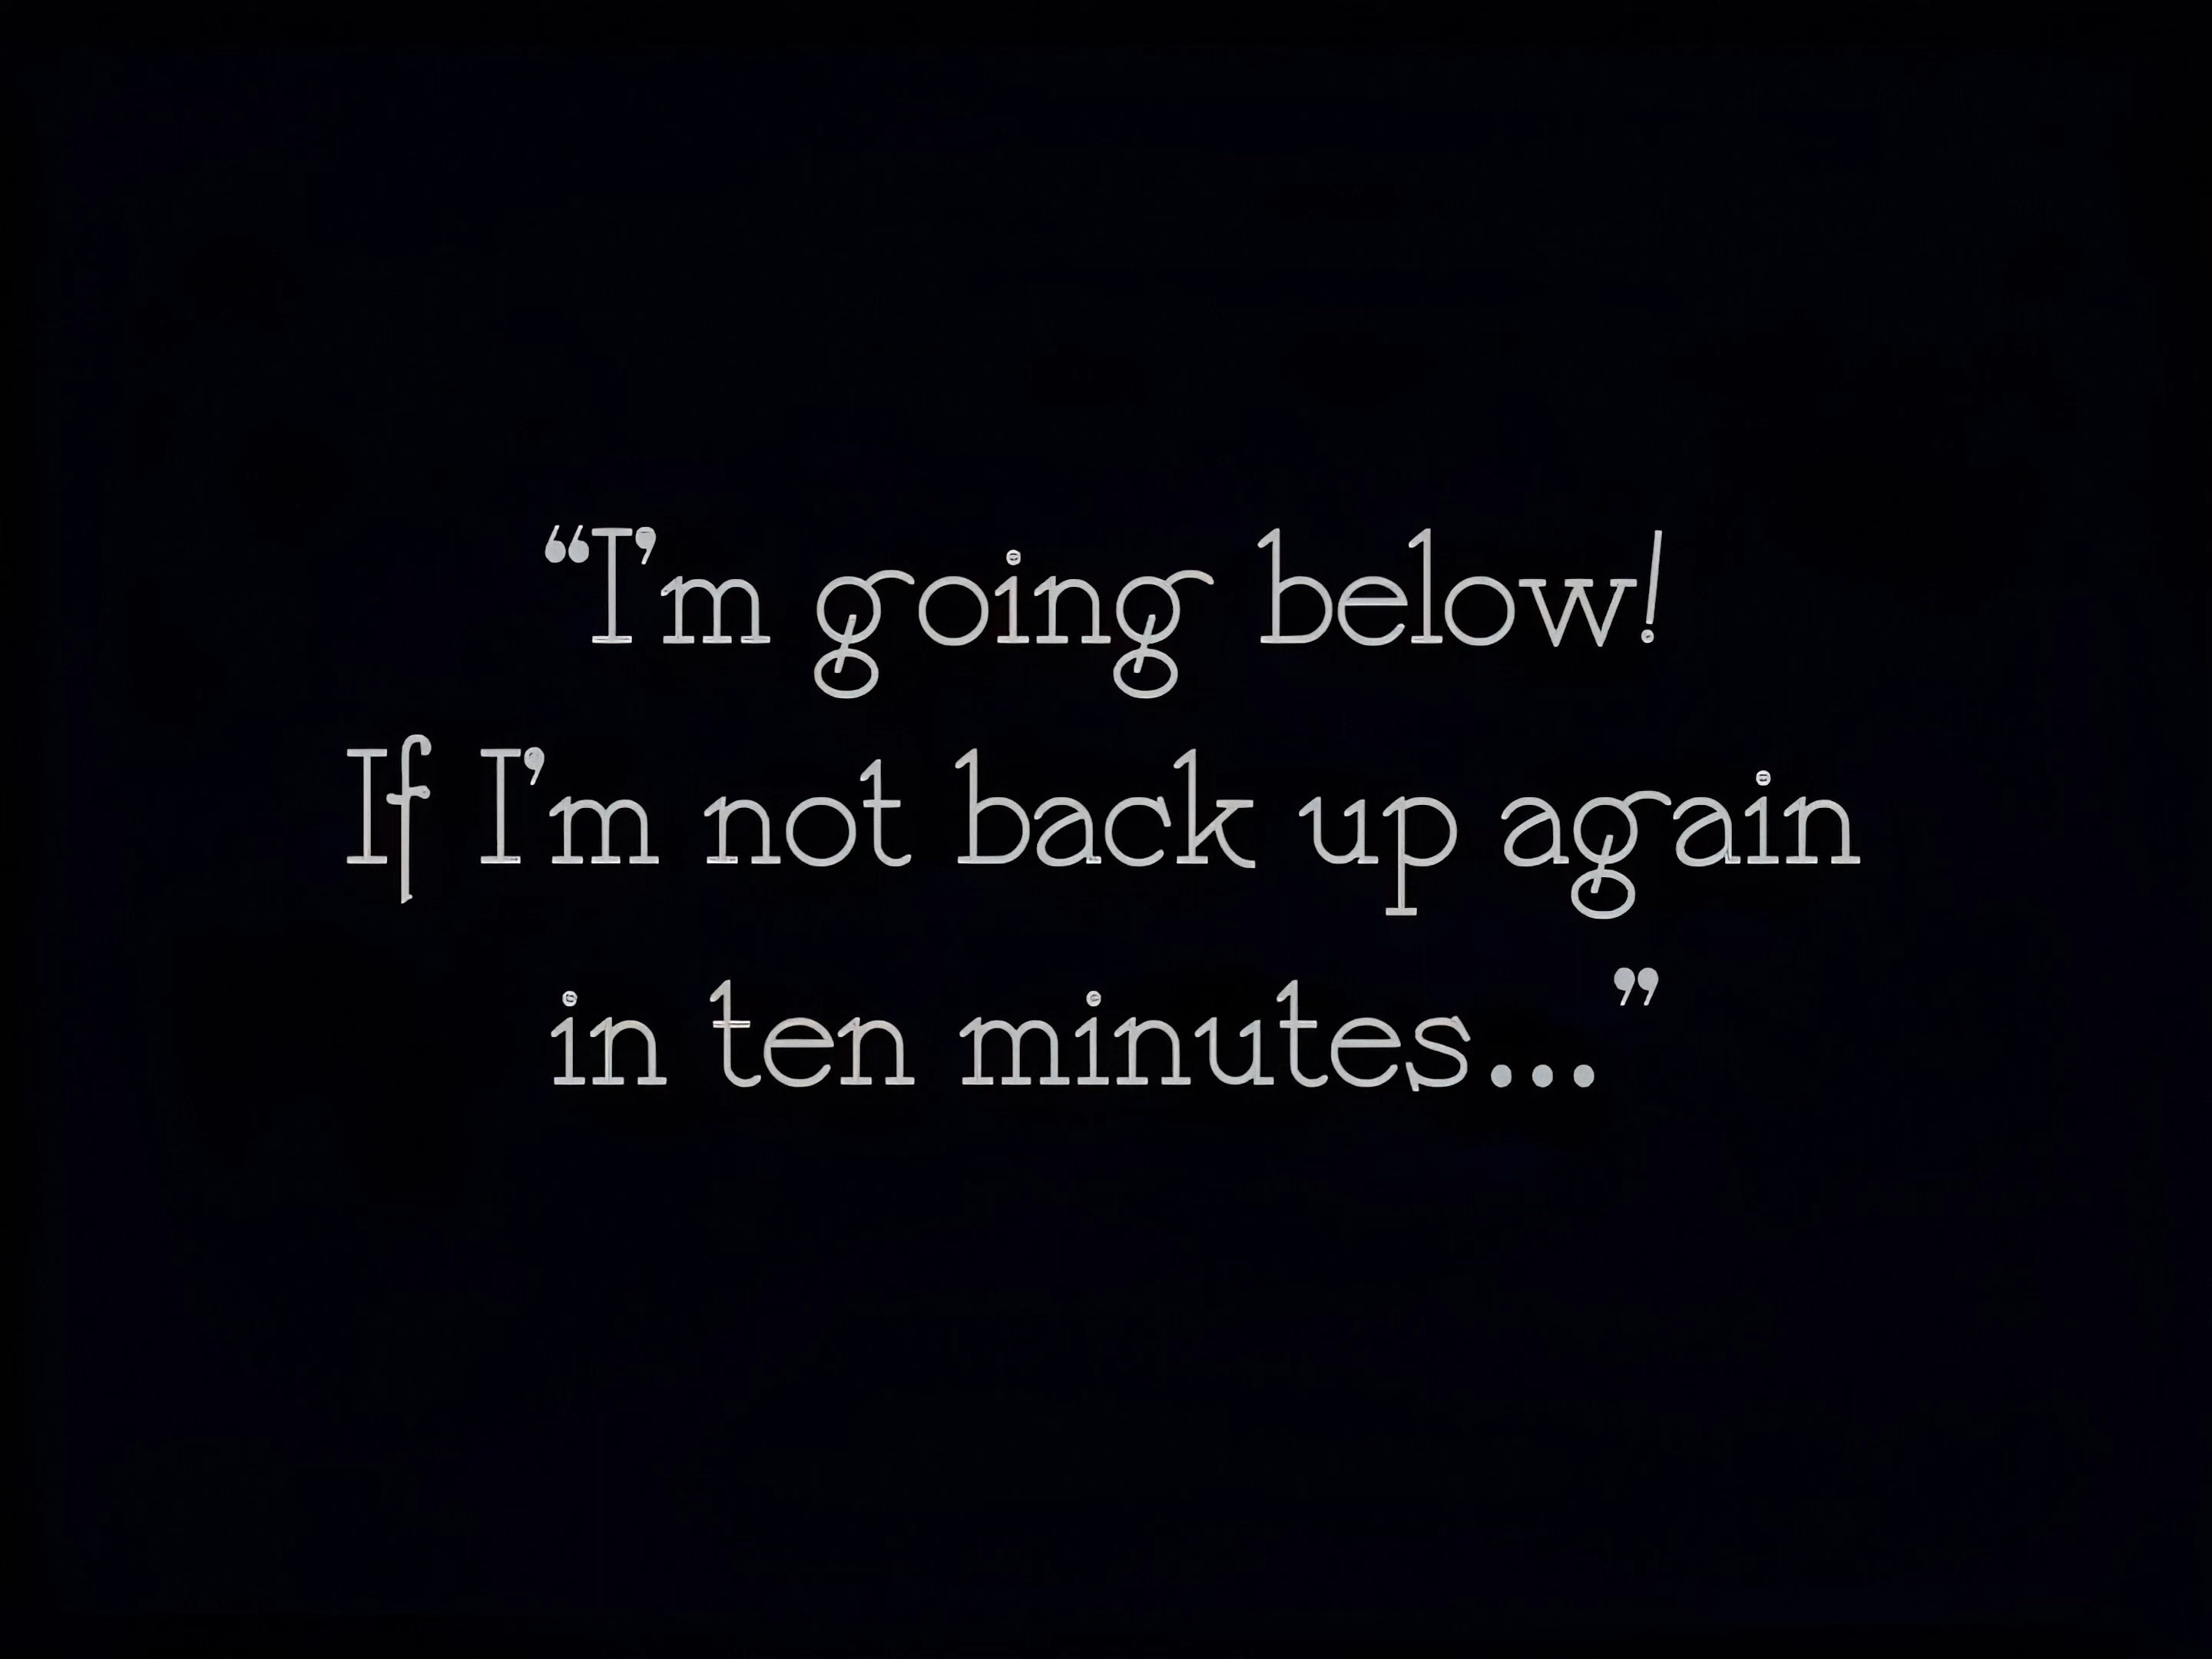 “I’m going below!
If I’m not back up again
in ten minutes...”